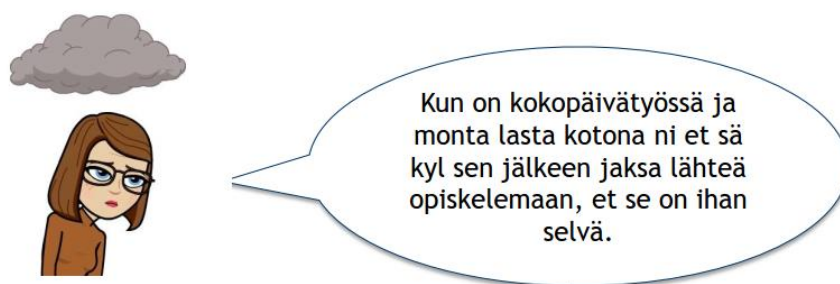 Kun on kokopäivätyössä ja
monta lasta kotona ni et sä
kyl sen jälkeen jaksa lähteä
opiskelemaan, et se on ihan
selvä.